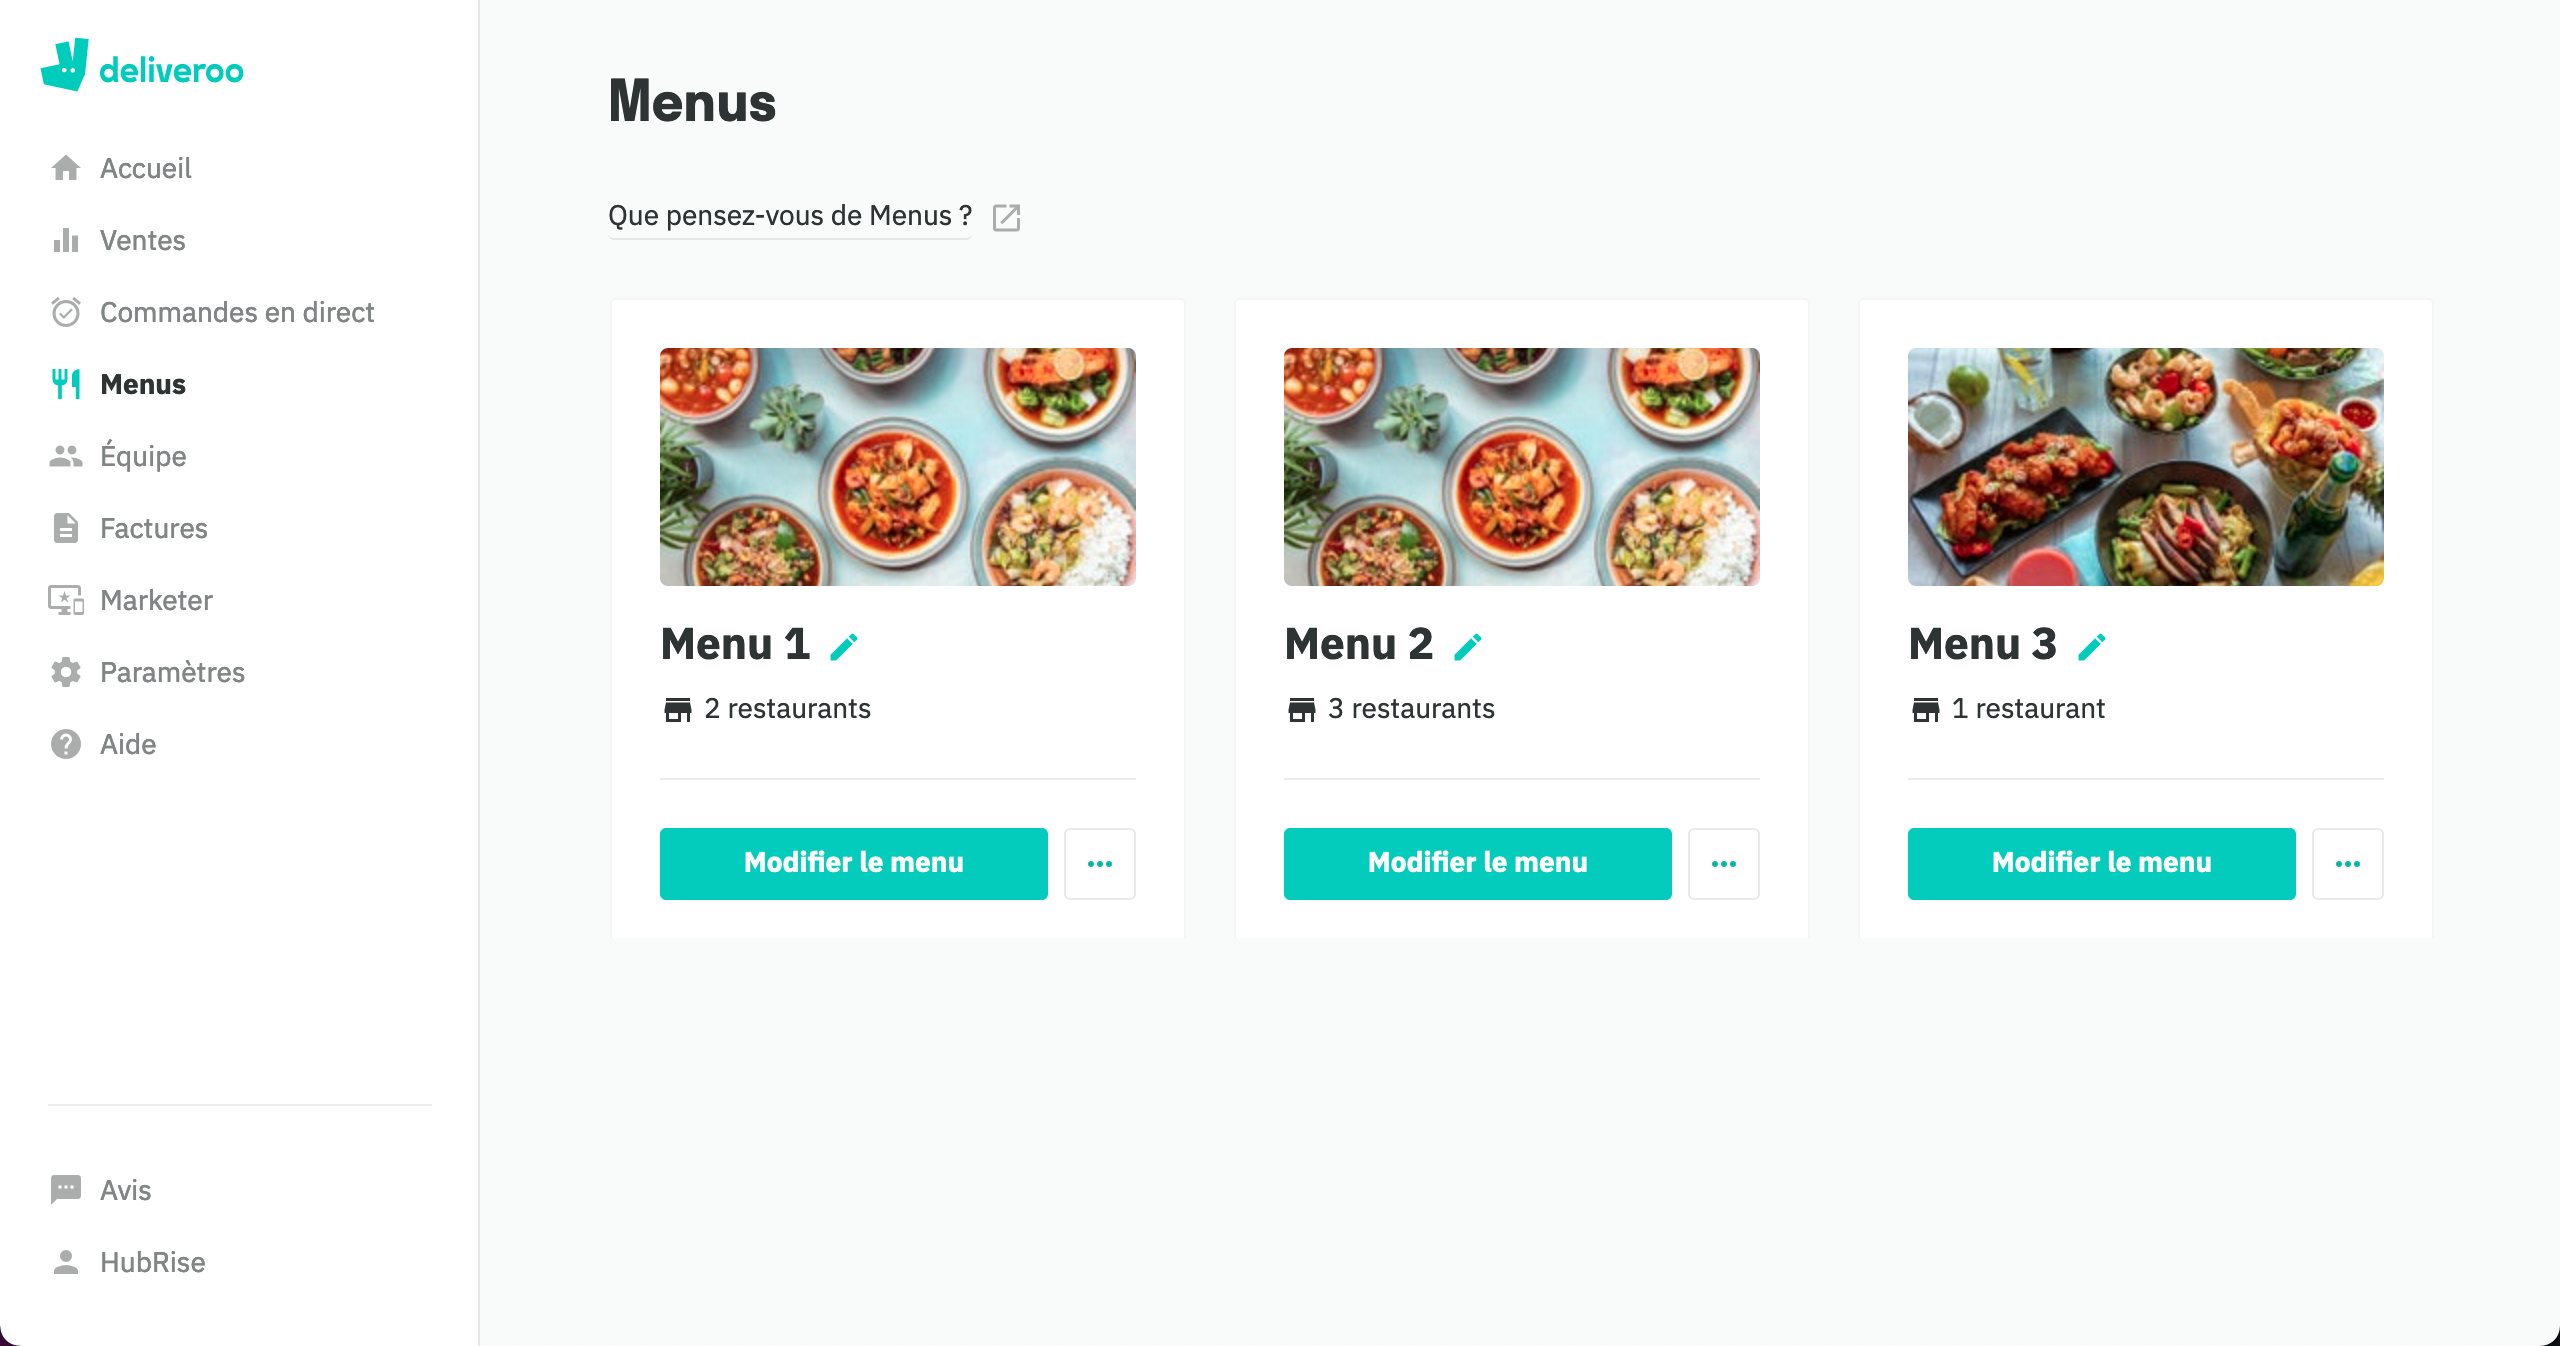 deliveroo
Accueil
Ventes
Commandes en direct
Menus
Équipe
Factures
Marketer
Paramètres
Aide
Avis
HubRise
Menus
Que pensez-vous de Menus ?
Menu 1
2 restaurants
Modifier le menu
Menu 2
3 restaurants
Modifier le menu
Menu 3
1 restaurant
Modifier le menu